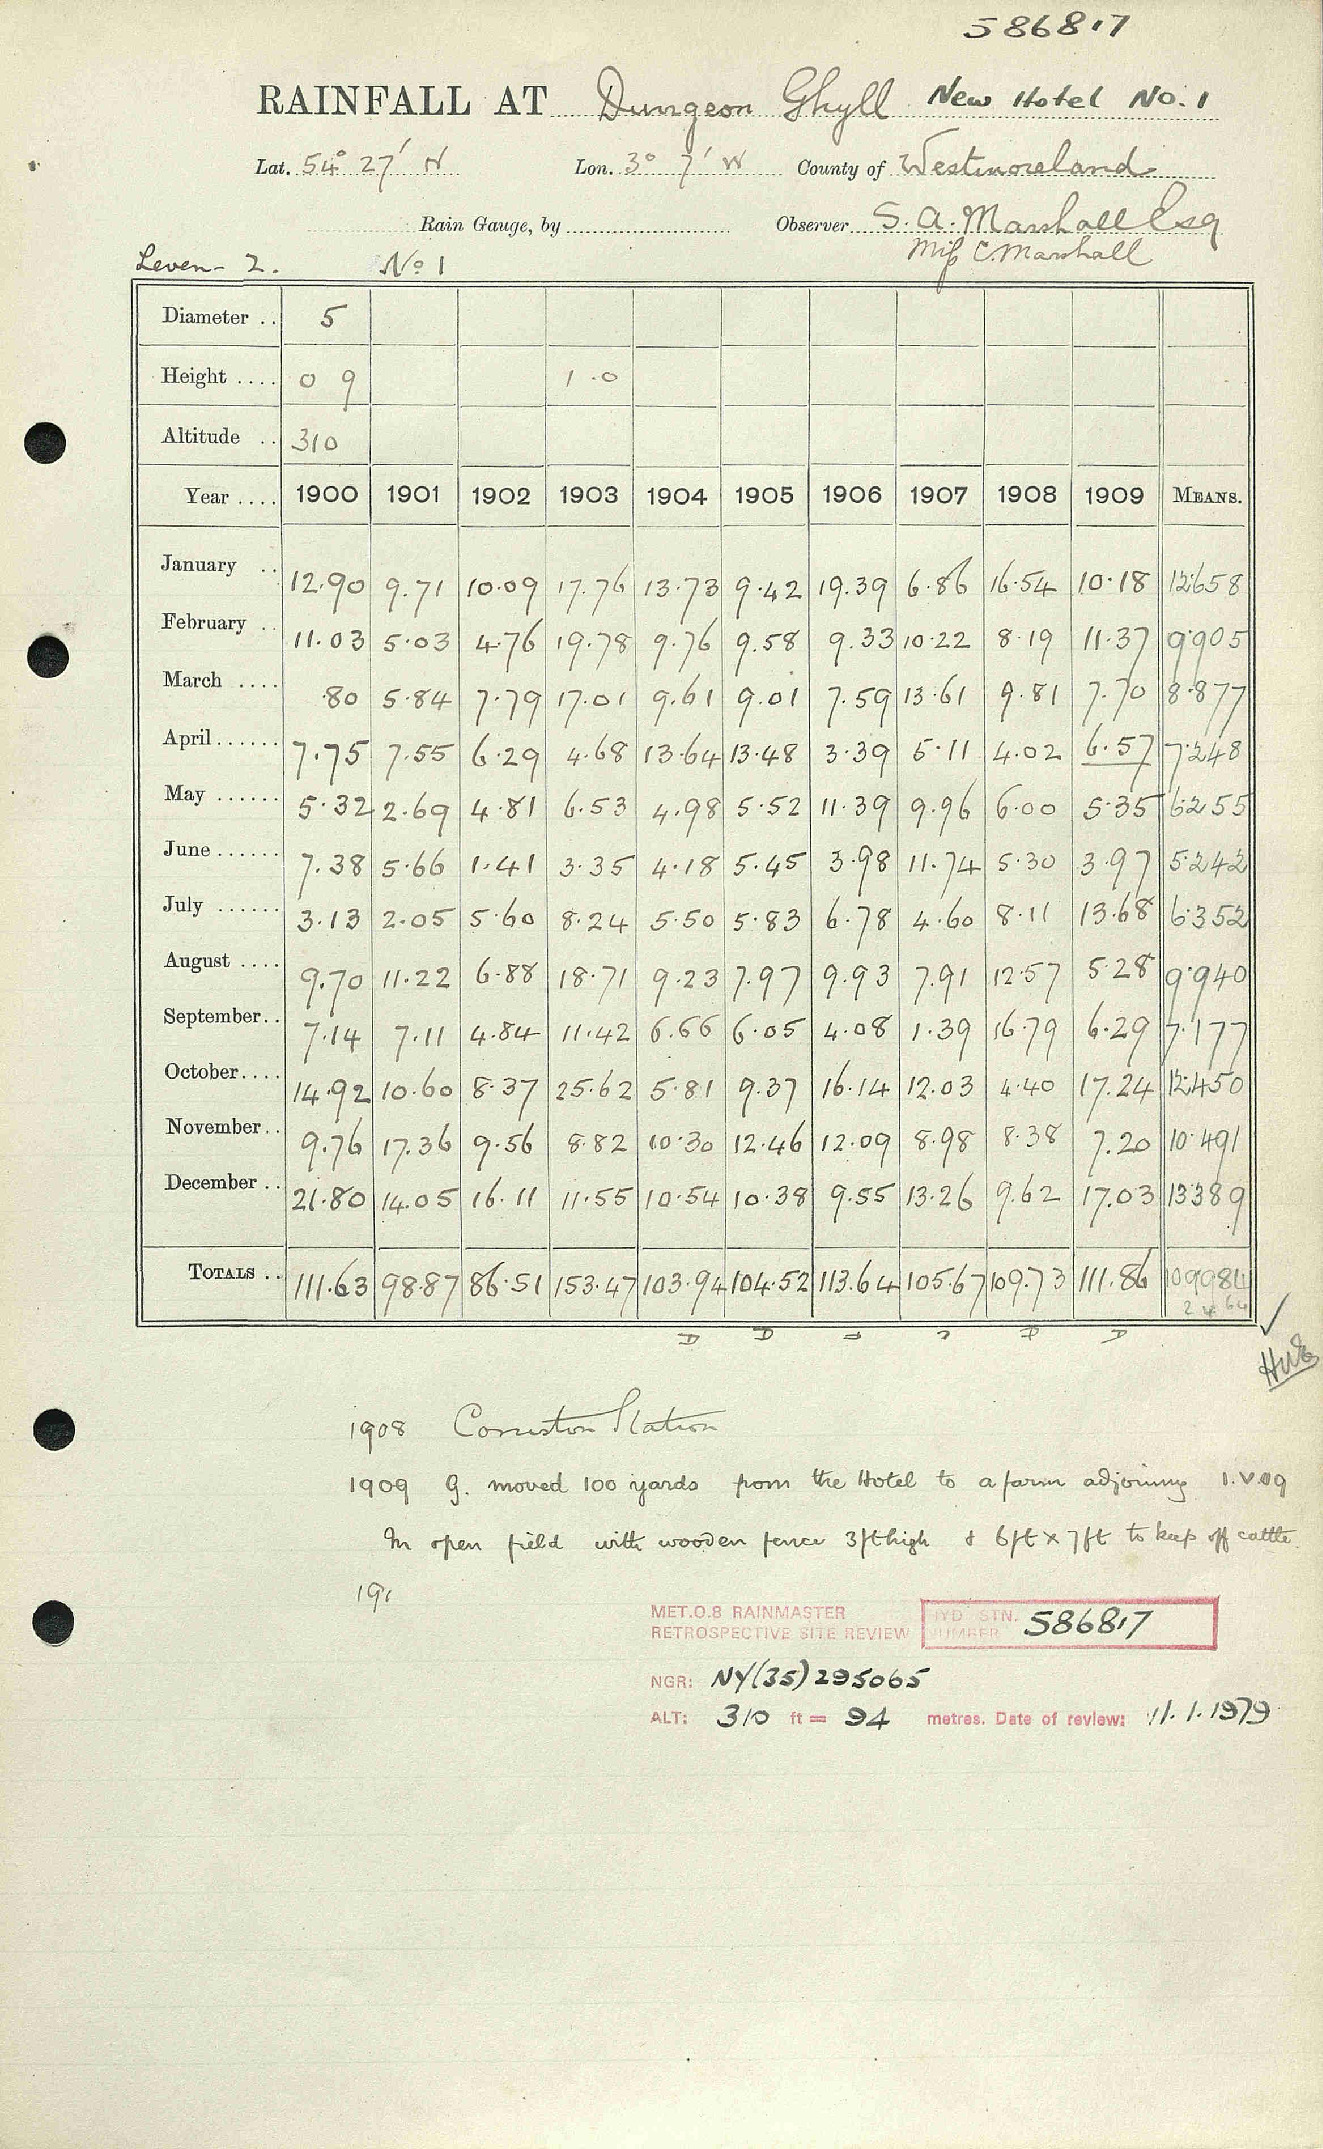 586817
RAINFALL AT Dungeon Ghyll New Hotel No. 1
Lat. 54° 27' N Lon. 3° 7' W County of Westmoreland
Rain Gauge, by Observer S. A. Marshall Esq
Miss C Marshall
Leven - 2. No 1
Diameter .. 5
Height .... 0 9 1.0
Altitude .. 310
Year .... 1900 1901 1902 1903 1904 1905 1906 1907 1908 1909 MEANS.
January .. 12.90 9.71 10.09 17.76 13.73 9.42 19.39 6.86 16.54 10.18 12.658
February .. 11.03 5.03 4.76 19.78 9.76 9.58 9.33 10.22 8.19 11.37 9.905
March .... .80 5.84 7.79 17.01 9.61 9.01 7.59 13.61 9.81 7.70 8.877
April ...... 7.75 7.55 6.29 4.68 13.64 13.48 3.39 5.11 4.02 6.57 7.248
May ...... 5.32 2.69 4.81 6.53 4.98 5.52 11.39 9.96 6.00 5.35 6.255
June ...... 7.38 5.66 1.41 3.35 4.18 5.45 3.98 11.74 5.30 3.97 5.242
July ...... 3.13 2.05 5.60 8.24 5.50 5.83 6.78 4.60 8.11 13.68 6.352
August .... 9.70 11.22 6.88 18.71 9.23 7.97 9.93 7.91 12.57 5.28 9.940
September .. 7.14 7.11 4.84 11.42 6.66 6.05 4.08 1.39 16.79 6.29 7.177
October .... 14.92 10.60 8.37 25.62 5.81 9.37 16.14 12.03 4.40 17.24 12.450
November .. 9.76 17.36 9.56 8.82 10.30 12.46 12.09 8.98 8.38 7.20 10.491
December .. 21.80 14.05 16.11 11.55 10.54 10.38 9.55 13.26 9.62 17.03 13.389
TOTALS .. 111.63 98.87 86.51 153.47 103.94 104.52 113.64 105.67 109.73 111.86 109984
D D D
1908 Coniston Station
1909 G. moved 100 yards from the Hotel to a farm adjoining 1.V.09
In open field with wooden fence 3ft high & 6ft x 7ft to keep off cattle.
191
MET.O.8 RAINMASTER
RETROSPECTIVE SITE REVIEW
HYD STN. NUMBER 586817
NGR: NY(35)295065
ALT: 310 ft = 94 metres. Date of review: 11.1.1979